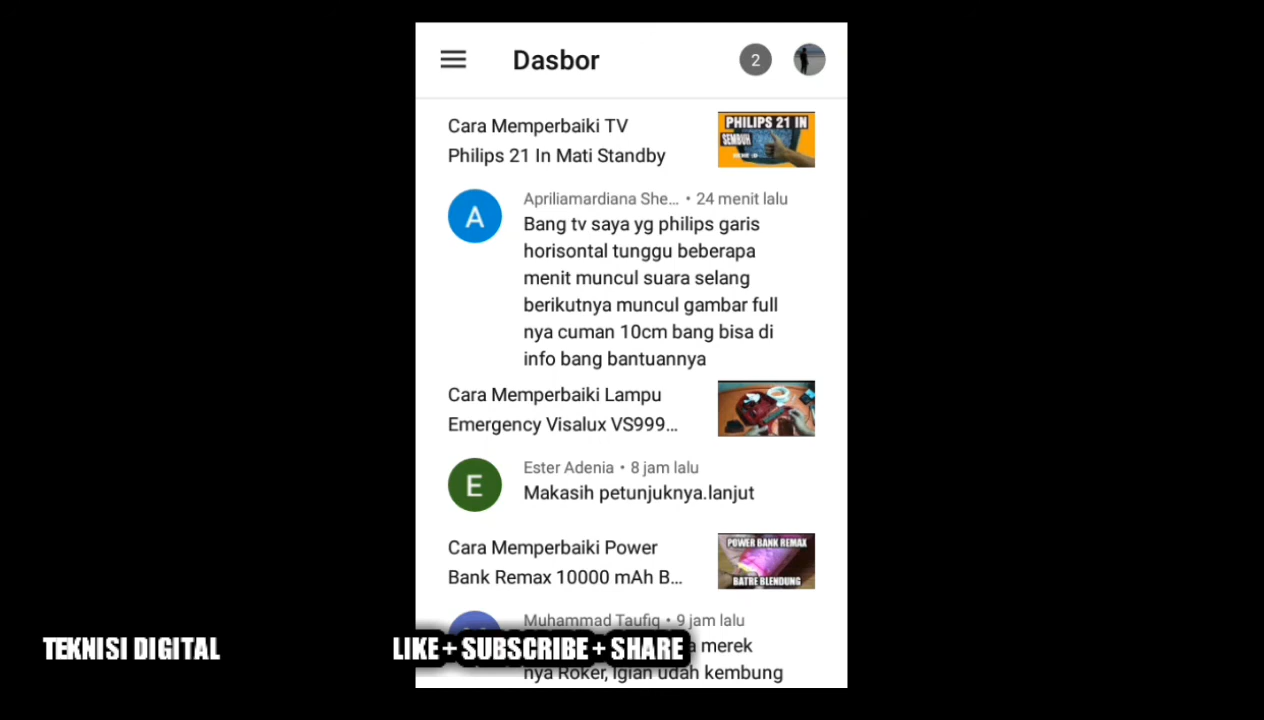 Dasbor
2
Cara Memperbaiki TV
Philips 21 In Mati Standby
PHILIPS 21 IN
SEMBUH
A
Apriliamardiana She... • 24 menit lalu
Bang tv saya yg philips garis
horisontal tunggu beberapa
menit muncul suara selang
berikutnya muncul gambar full
nya cuman 10cm bang bisa di
info bang bantuannya
Cara Memperbaiki Lampu
Emergency Visalux VS999...
E
Ester Adenia • 8 jam lalu
Makasih petunjuknya.lanjut
Cara Memperbaiki Power
Bank Remax 10000 mAh B...
POWER BANK REMAX
BATRE BLENDUNG
Muhammad Taufiq • 9 jam lalu
merek
nya Roker, Igian udah kembung
TEKNISI DIGITAL
LIKE + SUBSCRIBE + SHARE